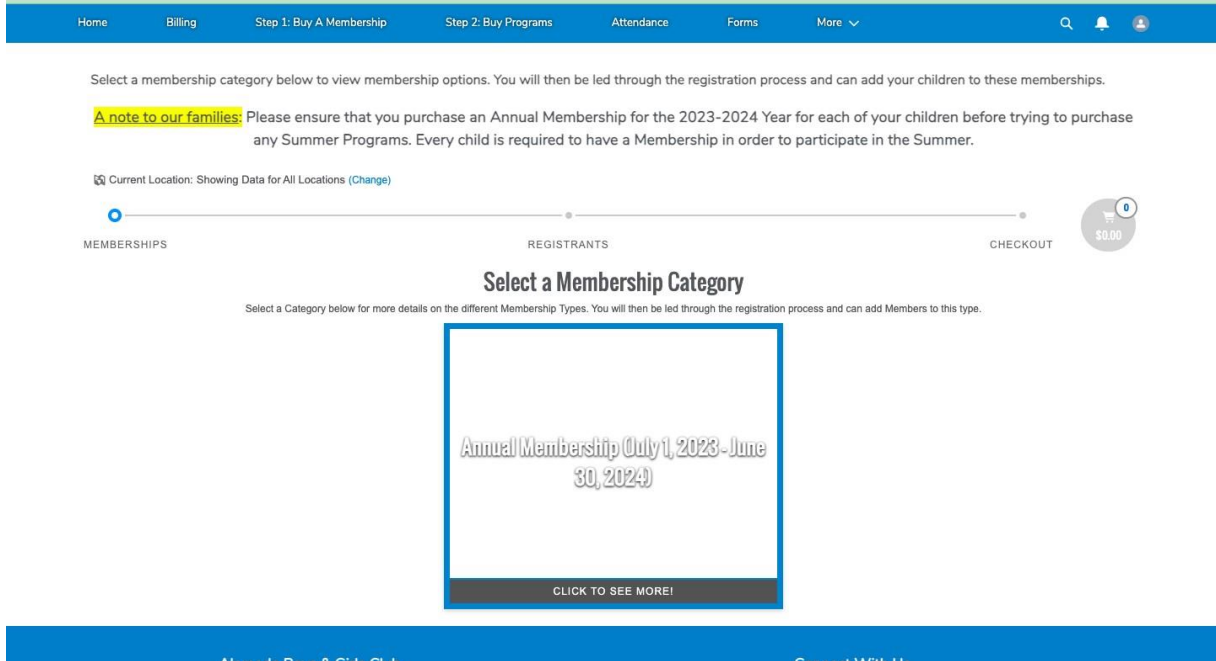 Home Billing Step 1: Buy A Membership Step 2: Buy Programs Attendance Forms More
Select a membership category below to view membership options. You will then be led through the registration process and can add your children to these memberships.
A note to our families: Please ensure that you purchase an Annual Membership for the 2023-2024 Year for each of your children before trying to purchase
any Summer Programs. Every child is required to have a Membership in order to participate in the Summer.
Current Location: Showing Data for All Locations (Change)
0
$0.00
MEMBERSHIPS REGISTRANTS CHECKOUT
Select a Membership Category
Select a Category below for more details on the different Membership Types. You will then be led through the registration process and can add Members to this type.
Annual Membership (July 1, 2023 - June
30, 2024)
CLICK TO SEE MORE!